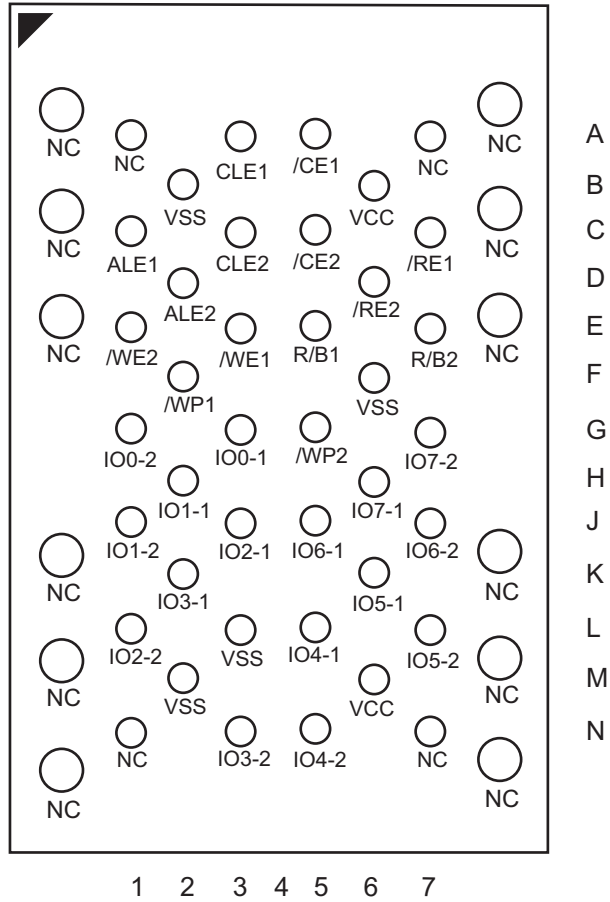 NC NC CLE1 /CE1 NC NC A
VSS VCC B
NC ALE1 CLE2 /CE2 /RE1 NC C
ALE2 /RE2 D
NC /WE2 /WE1 R/B1 R/B2 NC E
/WP1 VSS F
IO0-2 IO0-1 /WP2 IO7-2 G
IO1-1 IO7-1 H
IO1-2 IO2-1 IO6-1 IO6-2 J
NC IO3-1 IO5-1 NC K
IO2-2 VSS IO4-1 IO5-2 L
NC VSS VCC NC M
NC IO3-2 IO4-2 NC N
NC NC
1 2 3 4 5 6 7